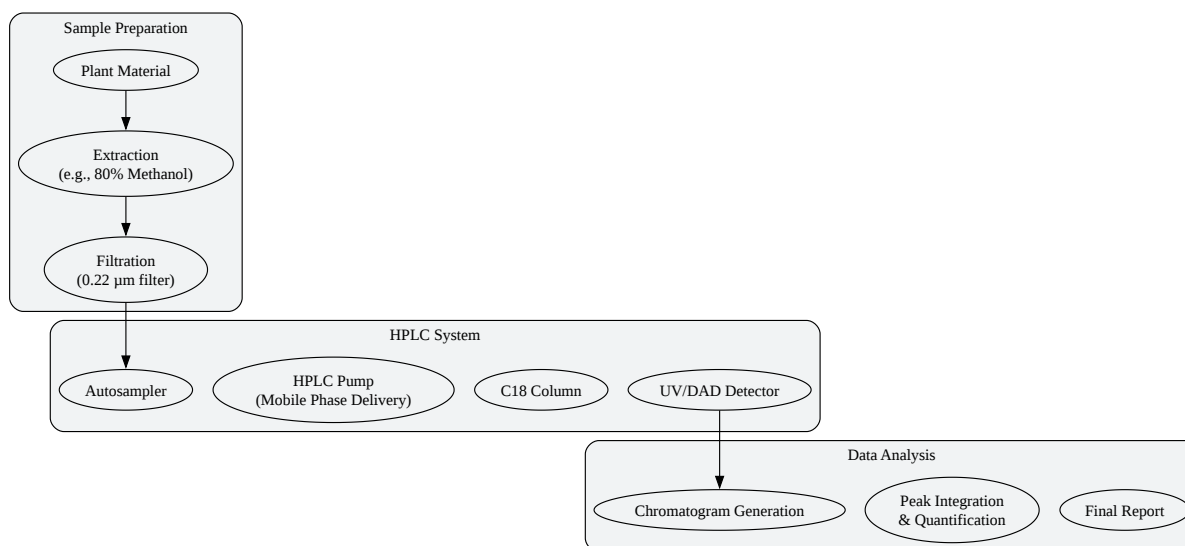 Sample Preparation
Plant Material
Extraction
(e.g., 80% Methanol)
Filtration
(0.22 µm filter)
HPLC System
Autosampler
HPLC Pump
(Mobile Phase Delivery)
C18 Column
UV/DAD Detector
Data Analysis
Chromatogram Generation
Peak Integration
& Quantification
Final Report